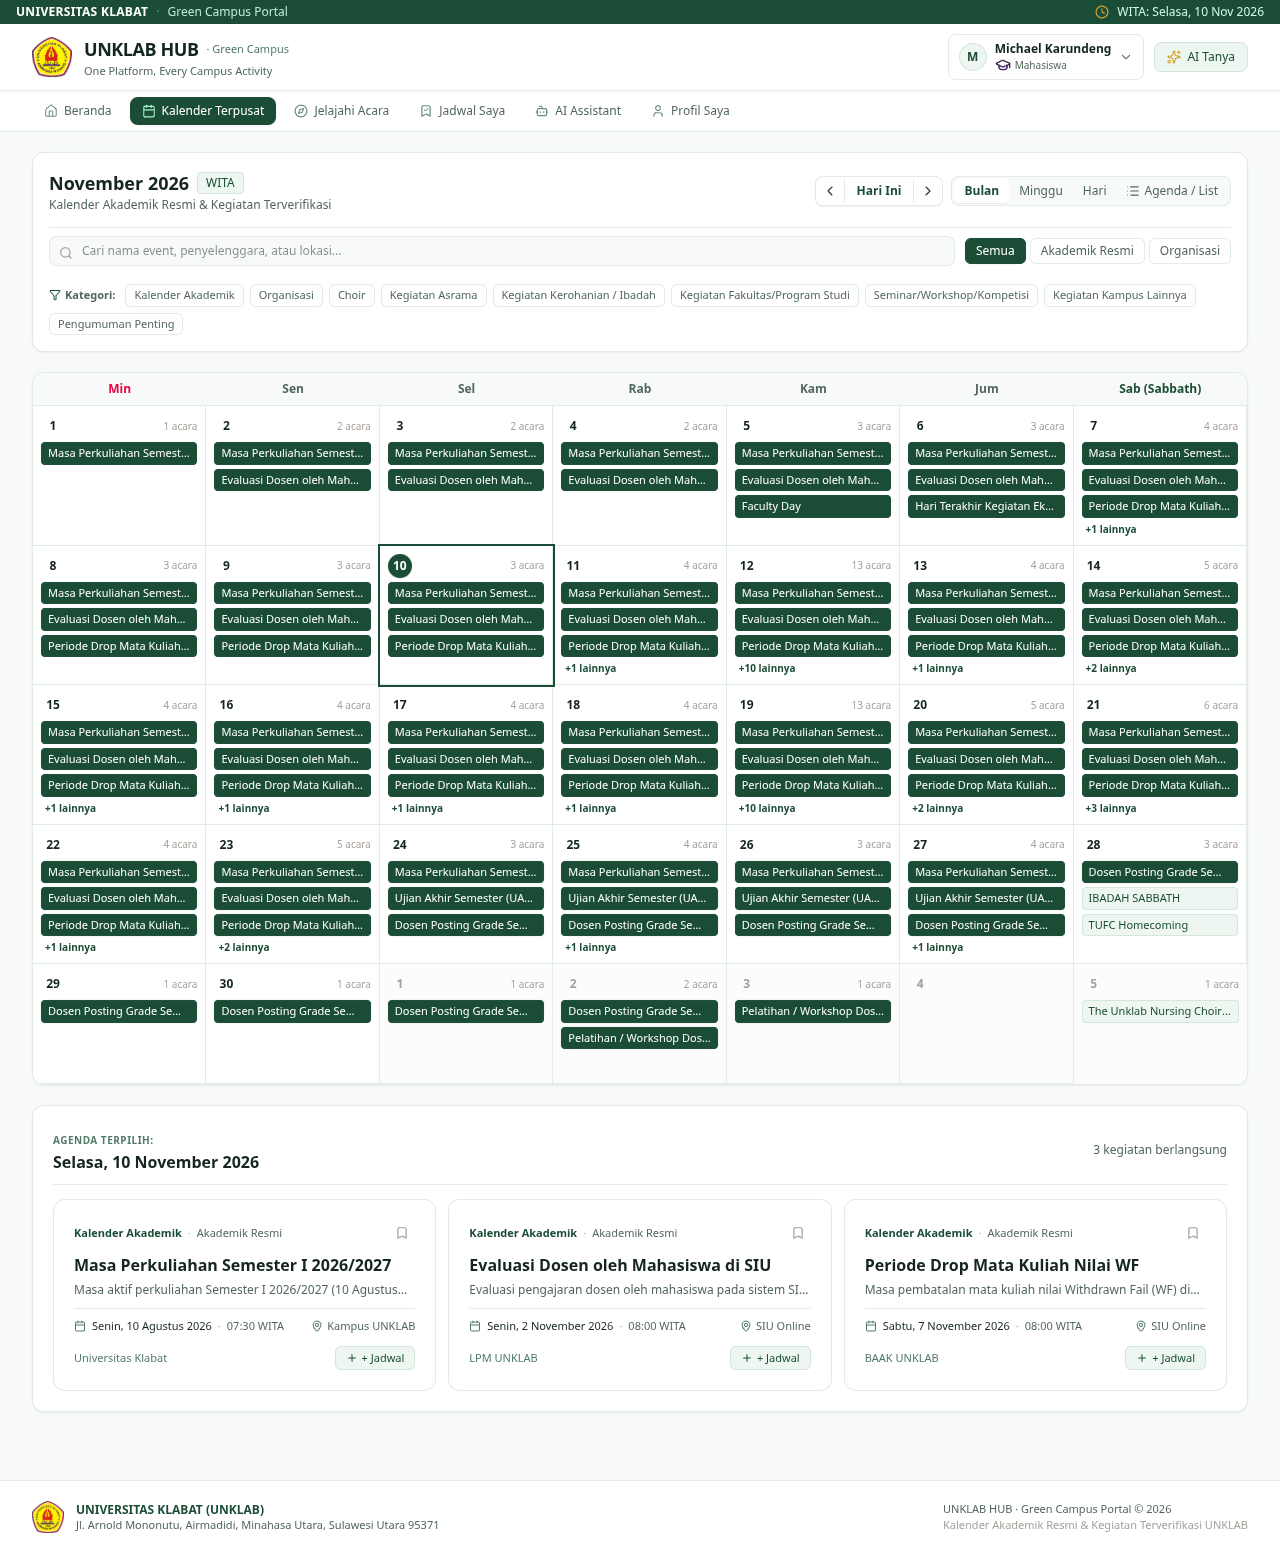 UNIVERSITAS KLABAT · Green Campus Portal
WITA: Selasa, 10 Nov 2026
UNKLAB HUB · Green Campus
One Platform, Every Campus Activity
M
Michael Karundeng
Mahasiswa
AI Tanya
Beranda
Kalender Terpusat
Jelajahi Acara
Jadwal Saya
AI Assistant
Profil Saya
November 2026 WITA
Kalender Akademik Resmi & Kegiatan Terverifikasi
Hari Ini
Bulan Minggu Hari Agenda / List
Cari nama event, penyelenggara, atau lokasi...
Semua Akademik Resmi Organisasi
Kategori: Kalender Akademik Organisasi Choir Kegiatan Asrama Kegiatan Kerohanian / Ibadah Kegiatan Fakultas/Program Studi Seminar/Workshop/Kompetisi Kegiatan Kampus Lainnya
Pengumuman Penting
Min Sen Sel Rab Kam Jum Sab (Sabbath)
1 1 acara
Masa Perkuliahan Semest...
2 2 acara
Masa Perkuliahan Semest...
Evaluasi Dosen oleh Mah...
3 2 acara
Masa Perkuliahan Semest...
Evaluasi Dosen oleh Mah...
4 2 acara
Masa Perkuliahan Semest...
Evaluasi Dosen oleh Mah...
5 3 acara
Masa Perkuliahan Semest...
Evaluasi Dosen oleh Mah...
Faculty Day
6 3 acara
Masa Perkuliahan Semest...
Evaluasi Dosen oleh Mah...
Hari Terakhir Kegiatan Ek...
7 4 acara
Masa Perkuliahan Semest...
Evaluasi Dosen oleh Mah...
Periode Drop Mata Kuliah...
+1 lainnya
8 3 acara
Masa Perkuliahan Semest...
Evaluasi Dosen oleh Mah...
Periode Drop Mata Kuliah...
9 3 acara
Masa Perkuliahan Semest...
Evaluasi Dosen oleh Mah...
Periode Drop Mata Kuliah...
10 3 acara
Masa Perkuliahan Semest...
Evaluasi Dosen oleh Mah...
Periode Drop Mata Kuliah...
11 4 acara
Masa Perkuliahan Semest...
Evaluasi Dosen oleh Mah...
Periode Drop Mata Kuliah...
+1 lainnya
12 13 acara
Masa Perkuliahan Semest...
Evaluasi Dosen oleh Mah...
Periode Drop Mata Kuliah...
+10 lainnya
13 4 acara
Masa Perkuliahan Semest...
Evaluasi Dosen oleh Mah...
Periode Drop Mata Kuliah...
+1 lainnya
14 5 acara
Masa Perkuliahan Semest...
Evaluasi Dosen oleh Mah...
Periode Drop Mata Kuliah...
+2 lainnya
15 4 acara
Masa Perkuliahan Semest...
Evaluasi Dosen oleh Mah...
Periode Drop Mata Kuliah...
+1 lainnya
16 4 acara
Masa Perkuliahan Semest...
Evaluasi Dosen oleh Mah...
Periode Drop Mata Kuliah...
+1 lainnya
17 4 acara
Masa Perkuliahan Semest...
Evaluasi Dosen oleh Mah...
Periode Drop Mata Kuliah...
+1 lainnya
18 4 acara
Masa Perkuliahan Semest...
Evaluasi Dosen oleh Mah...
Periode Drop Mata Kuliah...
+1 lainnya
19 13 acara
Masa Perkuliahan Semest...
Evaluasi Dosen oleh Mah...
Periode Drop Mata Kuliah...
+10 lainnya
20 5 acara
Masa Perkuliahan Semest...
Evaluasi Dosen oleh Mah...
Periode Drop Mata Kuliah...
+2 lainnya
21 6 acara
Masa Perkuliahan Semest...
Evaluasi Dosen oleh Mah...
Periode Drop Mata Kuliah...
+3 lainnya
22 4 acara
Masa Perkuliahan Semest...
Evaluasi Dosen oleh Mah...
Periode Drop Mata Kuliah...
+1 lainnya
23 5 acara
Masa Perkuliahan Semest...
Evaluasi Dosen oleh Mah...
Periode Drop Mata Kuliah...
+2 lainnya
24 3 acara
Masa Perkuliahan Semest...
Ujian Akhir Semester (UA...
Dosen Posting Grade Se...
25 4 acara
Masa Perkuliahan Semest...
Ujian Akhir Semester (UA...
Dosen Posting Grade Se...
+1 lainnya
26 3 acara
Masa Perkuliahan Semest...
Ujian Akhir Semester (UA...
Dosen Posting Grade Se...
27 4 acara
Masa Perkuliahan Semest...
Ujian Akhir Semester (UA...
Dosen Posting Grade Se...
+1 lainnya
28 3 acara
Dosen Posting Grade Se...
IBADAH SABBATH
TUFC Homecoming
29 1 acara
Dosen Posting Grade Se...
30 1 acara
Dosen Posting Grade Se...
1 1 acara
Dosen Posting Grade Se...
2 2 acara
Dosen Posting Grade Se...
Pelatihan / Workshop Dos...
3 1 acara
Pelatihan / Workshop Dos...
4
5 1 acara
The Unklab Nursing Choir...
AGENDA TERPILIH:
Selasa, 10 November 2026
3 kegiatan berlangsung
Kalender Akademik · Akademik Resmi
Masa Perkuliahan Semester I 2026/2027
Masa aktif perkuliahan Semester I 2026/2027 (10 Agustus...
Senin, 10 Agustus 2026 · 07:30 WITA Kampus UNKLAB
Universitas Klabat + Jadwal
Kalender Akademik · Akademik Resmi
Evaluasi Dosen oleh Mahasiswa di SIU
Evaluasi pengajaran dosen oleh mahasiswa pada sistem SI...
Senin, 2 November 2026 · 08:00 WITA SIU Online
LPM UNKLAB + Jadwal
Kalender Akademik · Akademik Resmi
Periode Drop Mata Kuliah Nilai WF
Masa pembatalan mata kuliah nilai Withdrawn Fail (WF) di...
Sabtu, 7 November 2026 · 08:00 WITA SIU Online
BAAK UNKLAB + Jadwal
UNIVERSITAS KLABAT (UNKLAB)
Jl. Arnold Mononutu, Airmadidi, Minahasa Utara, Sulawesi Utara 95371
UNKLAB HUB · Green Campus Portal © 2026
Kalender Akademik Resmi & Kegiatan Terverifikasi UNKLAB